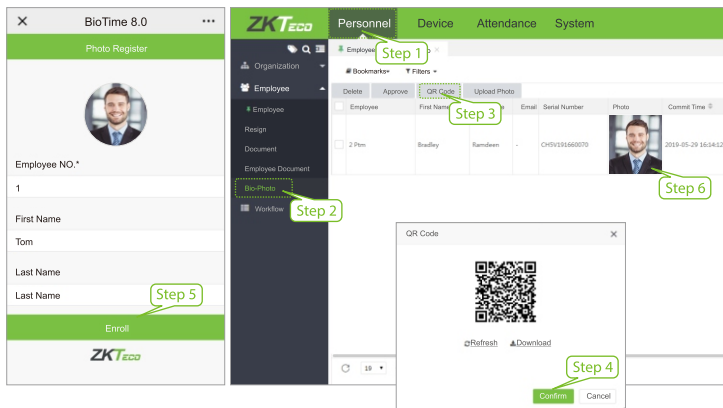 BioTime 8.0
Photo Register
Employee NO.*
1
First Name
Tom
Last Name
Last Name
Step 5
Enroll
ZKTeco
ZKTeco
Personnel
Device
Attendance
System
Step 1
Employee
Organization
Bookmarks
Filters
Employee
Delete
Approve
QR Code
Upload Photo
Step 3
Employee
Employee
First Name
Email
Serial Number
Photo
Commit Time
Resign
Document
2 Ptm
Bradley
Ramdeen
-
CH5V191660070
2019-05-29 16:14:12
Employee Document
Bio-Photo
Step 2
Step 6
Workflow
QR Code
Refresh
Download
19
Step 4
Confirm
Cancel